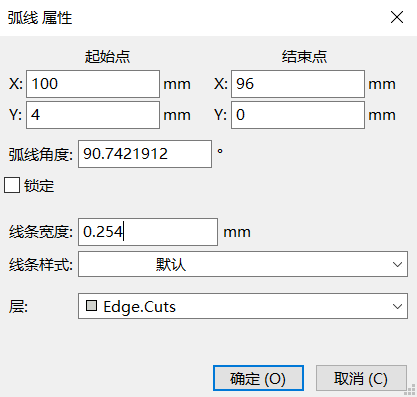 弧线 属性
起始点 结束点
X: 100 mm X: 96 mm
Y: 4 mm Y: 0 mm
弧线角度: 90.7421912 °
锁定
线条宽度: 0.254 mm
线条样式: 默认
层: Edge.Cuts
确定 (O) 取消 (C)